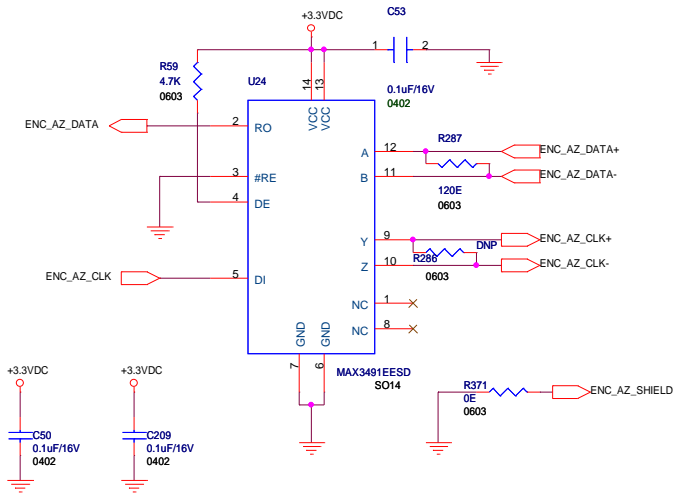 C53
+3.3VDC
1
2
R59
4.7K
0603
U24
14
13
VCC
VCC
0.1uF/16V
0402
ENC_AZ_DATA
2
RO
R287
12
A
ENC_AZ_DATA+
3
#RE
11
B
ENC_AZ_DATA-
120E
0603
4
DE
9
Y
ENC_AZ_CLK+
DNP
R286
ENC_AZ_CLK
5
DI
10
Z
ENC_AZ_CLK-
0603
NC
1
NC
8
GND
GND
7
6
MAX3491EESD
SO14
+3.3VDC
+3.3VDC
R371
0E
0603
ENC_AZ_SHIELD
C50
0.1uF/16V
0402
C209
0.1uF/16V
0402